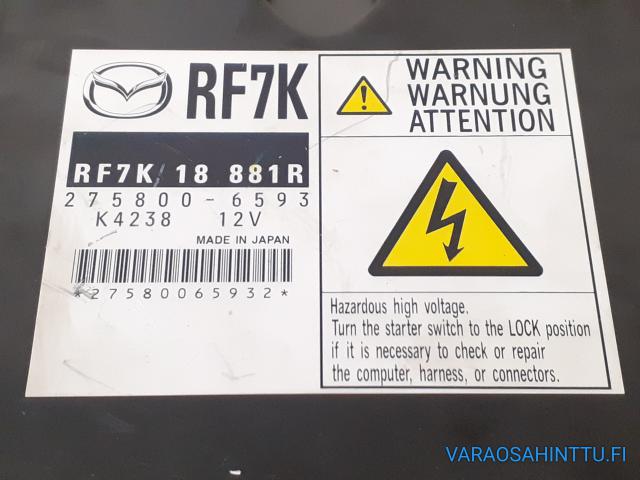 RF7K
RF7K 18 881R
275800-6593
K4238 12V
MADE IN JAPAN
*27580065932*
WARNING
WARNUNG
ATTENTION
Hazardous high voltage.
Turn the starter switch to the LOCK position
if it is necessary to check or repair
the computer, harness, or connectors.
VARAOSAHINTTU.FI